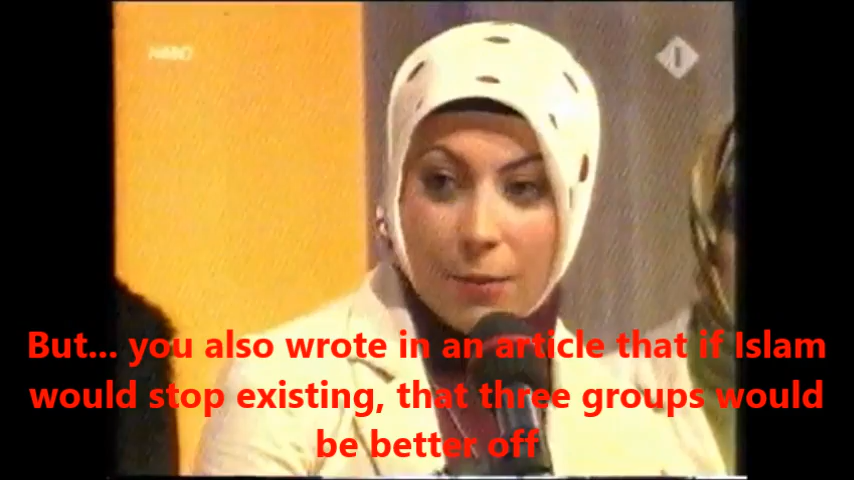 But... you also wrote in an article that if Islam
would stop existing, that three groups would
be better off
1